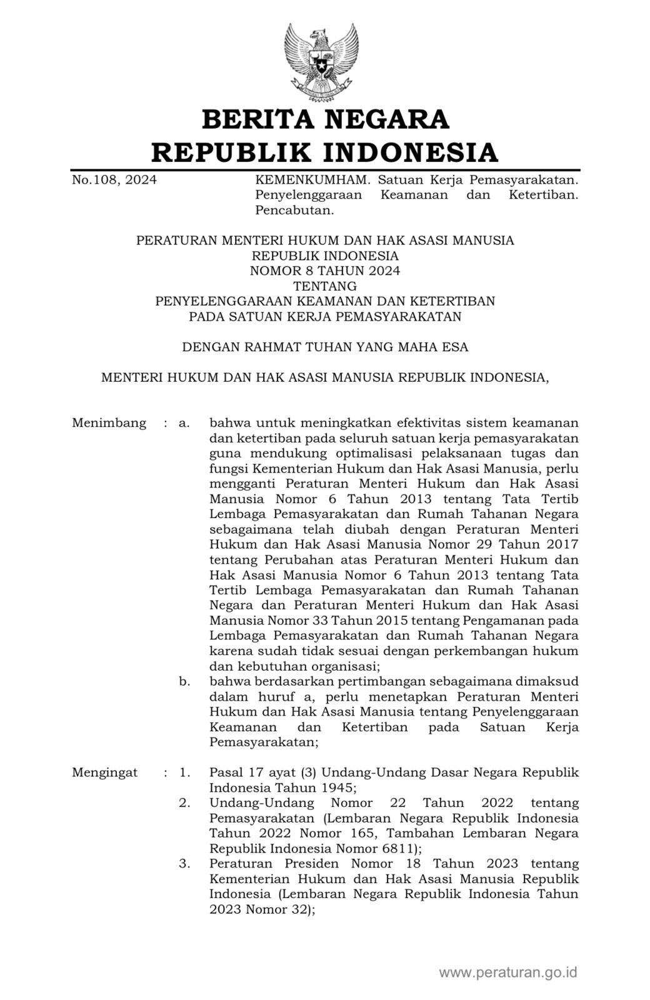 BERITA NEGARA
REPUBLIK INDONESIA
No.108, 2024
KEMENKUMHAM. Satuan Kerja Pemasyarakatan.
Penyelenggaraan Keamanan dan Ketertiban.
Pencabutan.
PERATURAN MENTERI HUKUM DAN HAK ASASI MANUSIA
REPUBLIK INDONESIA
NOMOR 8 TAHUN 2024
TENTANG
PENYELENGGARAAN KEAMANAN DAN KETERTIBAN
PADA SATUAN KERJA PEMASYARAKATAN
DENGAN RAHMAT TUHAN YANG MAHA ESA
MENTERI HUKUM DAN HAK ASASI MANUSIA REPUBLIK INDONESIA,
Menimbang : a. bahwa untuk meningkatkan efektivitas sistem keamanan
dan ketertiban pada seluruh satuan kerja pemasyarakatan
guna mendukung optimalisasi pelaksanaan tugas dan
fungsi Kementerian Hukum dan Hak Asasi Manusia, perlu
mengganti Peraturan Menteri Hukum dan Hak Asasi
Manusia Nomor 6 Tahun 2013 tentang Tata Tertib
Lembaga Pemasyarakatan dan Rumah Tahanan Negara
sebagaimana telah diubah dengan Peraturan Menteri
Hukum dan Hak Asasi Manusia Nomor 29 Tahun 2017
tentang Perubahan atas Peraturan Menteri Hukum dan
Hak Asasi Manusia Nomor 6 Tahun 2013 tentang Tata
Tertib Lembaga Pemasyarakatan dan Rumah Tahanan
Negara dan Peraturan Menteri Hukum dan Hak Asasi
Manusia Nomor 33 Tahun 2015 tentang Pengamanan pada
Lembaga Pemasyarakatan dan Rumah Tahanan Negara
karena sudah tidak sesuai dengan perkembangan hukum
dan kebutuhan organisasi;
b. bahwa berdasarkan pertimbangan sebagaimana dimaksud
dalam huruf a, perlu menetapkan Peraturan Menteri
Hukum dan Hak Asasi Manusia tentang Penyelenggaraan
Keamanan dan Ketertiban pada Satuan Kerja
Pemasyarakatan;
Mengingat : 1. Pasal 17 ayat (3) Undang-Undang Dasar Negara Republik
Indonesia Tahun 1945;
2. Undang-Undang Nomor 22 Tahun 2022 tentang
Pemasyarakatan (Lembaran Negara Republik Indonesia
Tahun 2022 Nomor 165, Tambahan Lembaran Negara
Republik Indonesia Nomor 6811);
3. Peraturan Presiden Nomor 18 Tahun 2023 tentang
Kementerian Hukum dan Hak Asasi Manusia Republik
Indonesia (Lembaran Negara Republik Indonesia Tahun
2023 Nomor 32);
www.peraturan.go.id